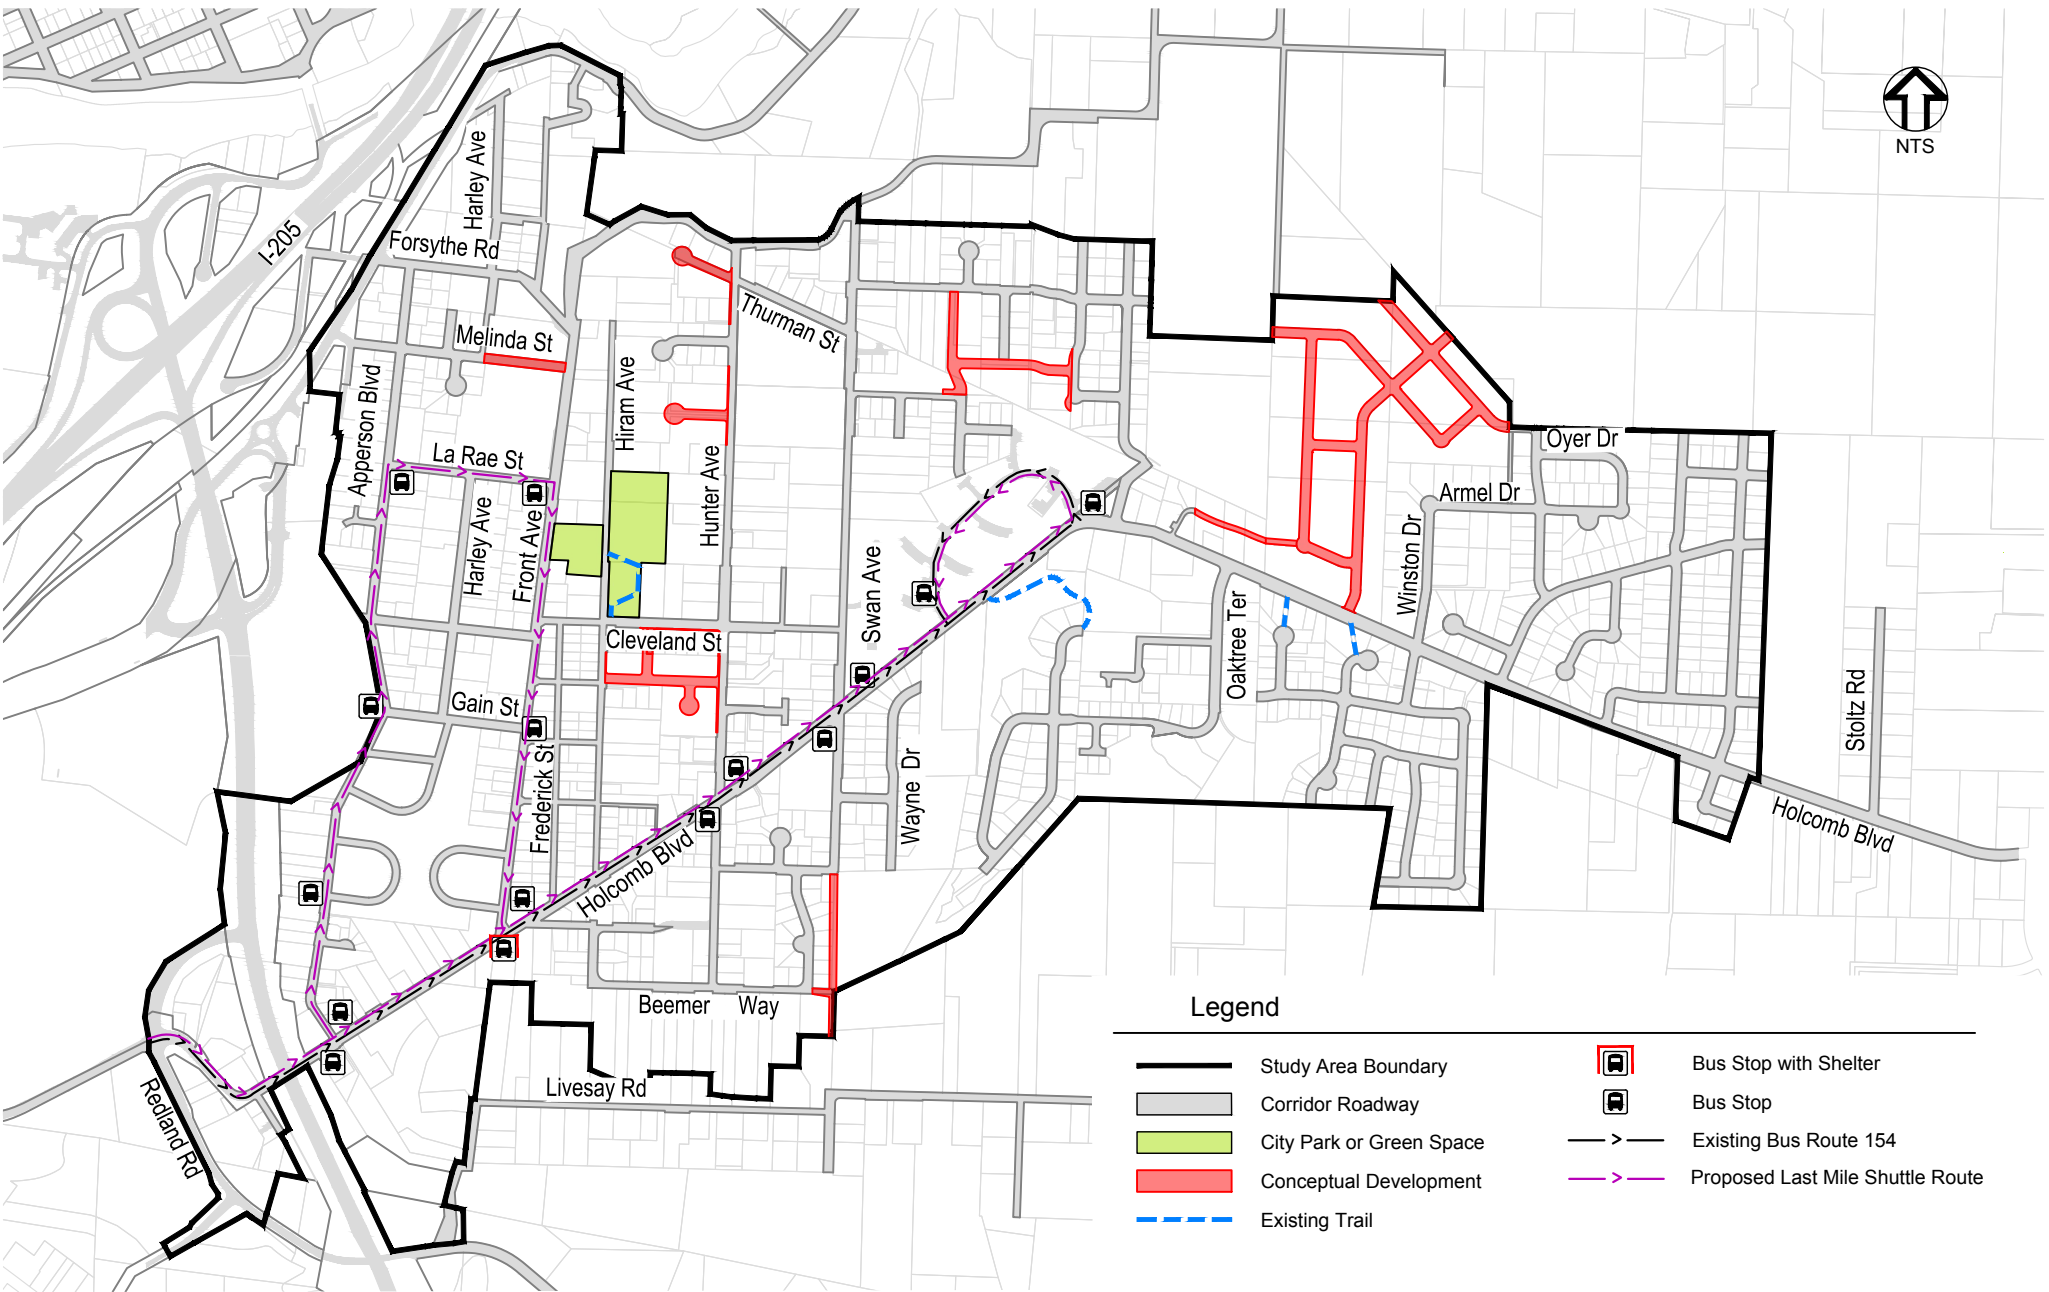 NTS
Harley Ave
I-205
Forsythe Rd
Melinda St
Thurman St
Apperson Blvd
Hiram Ave
La Rae St
Hunter Ave
Harley Ave
Front Ave
Oyer Dr
Armel Dr
Winston Dr
Swan Ave
Cleveland St
Oaktree Ter
Gain St
Stoltz Rd
Frederick St
Wayne Dr
Holcomb Blvd
Holcomb Blvd
Beemer Way
Livesay Rd
Redland Rd
Legend
Study Area Boundary
Corridor Roadway
City Park or Green Space
Conceptual Development
Existing Trail
Bus Stop with Shelter
Bus Stop
Existing Bus Route 154
Proposed Last Mile Shuttle Route